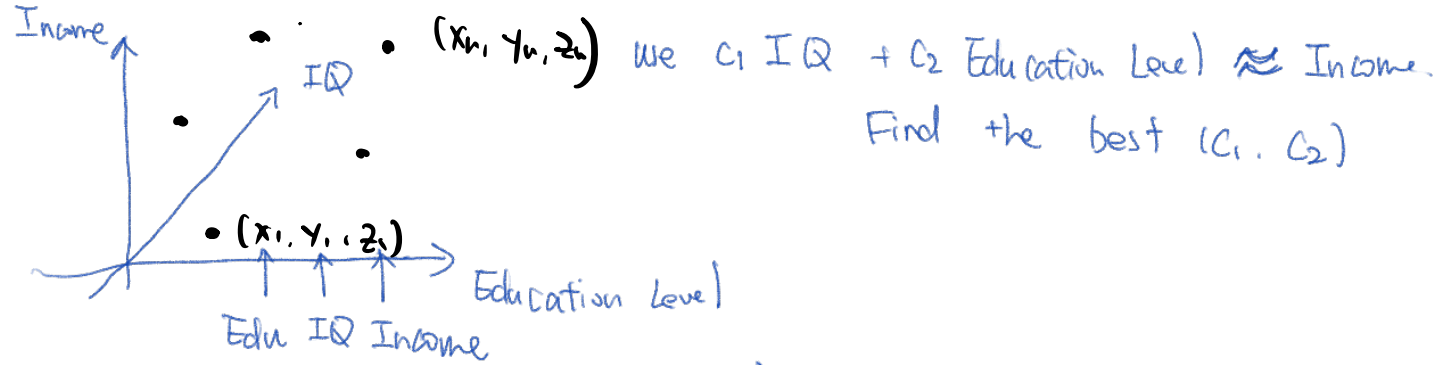 Income
IQ
(xₙ, yₙ, zₙ) we C₁ IQ + C₂ Education Level ≈ Income.
Find the best (C₁. C₂)
(x₁, y₁, z₁)
Education Level
Edu IQ Income